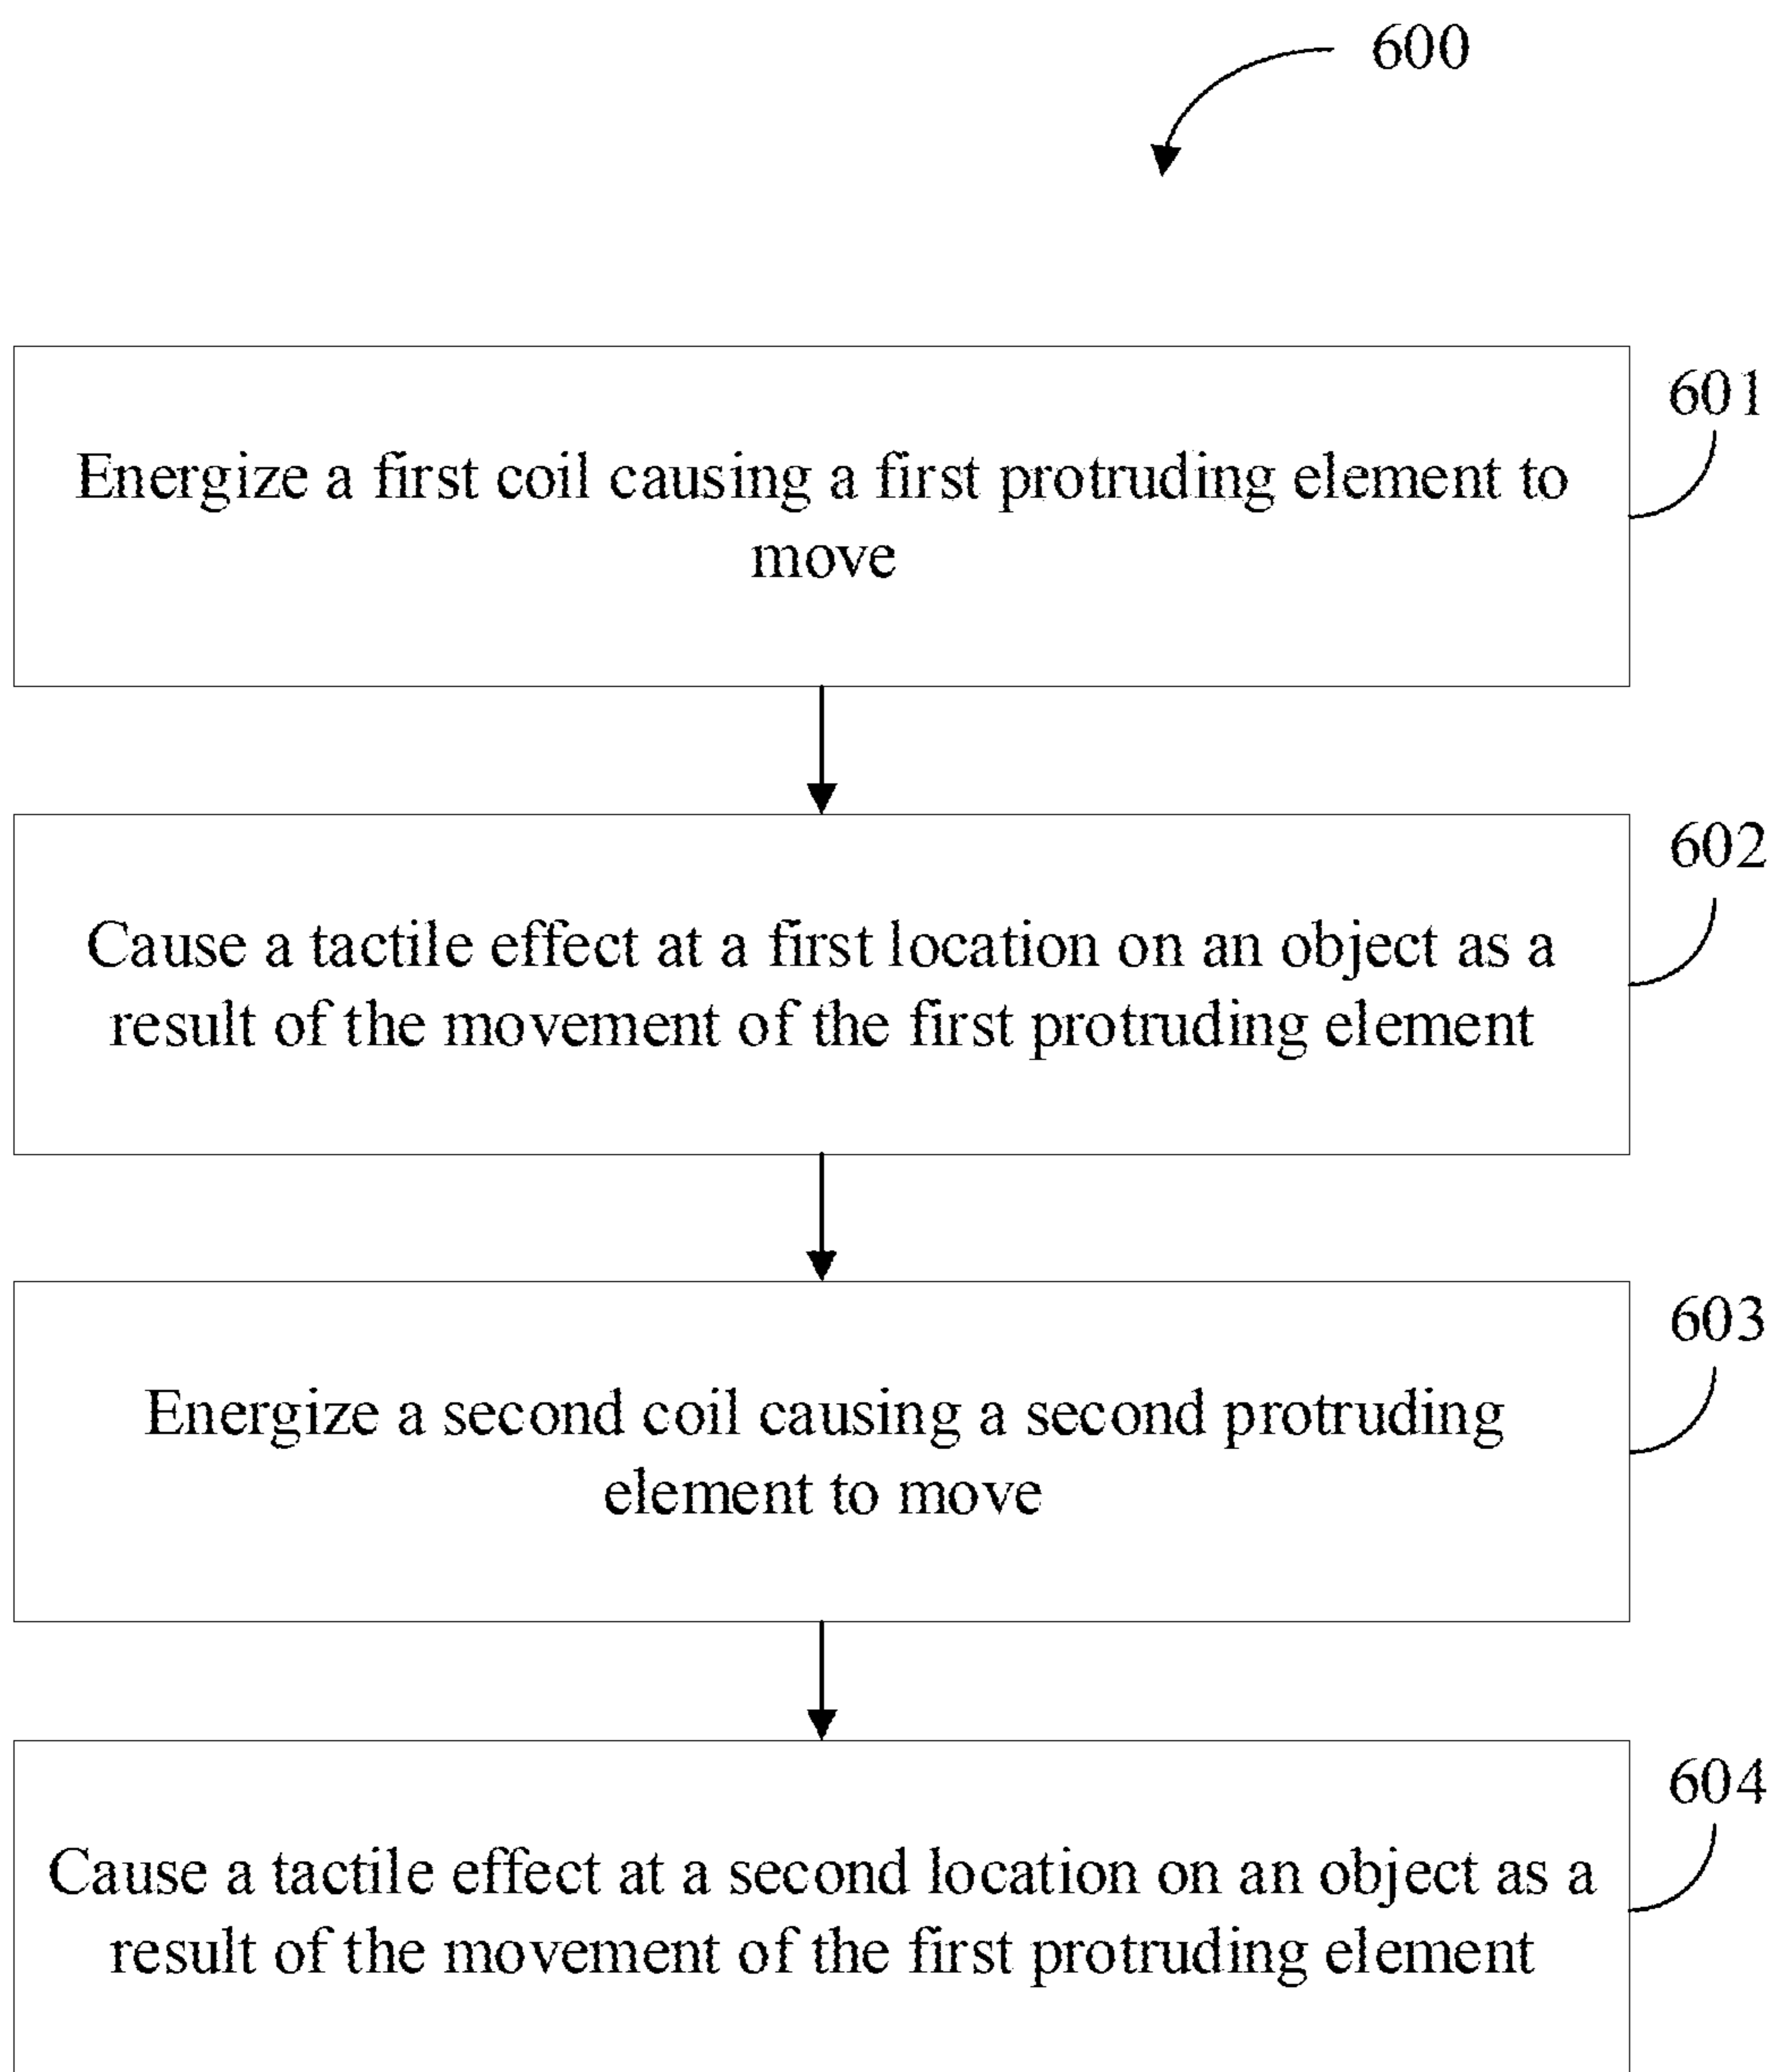 600
601
Energize a first coil causing a first protruding element to
move
602
Cause a tactile effect at a first location on an object as a
result of the movement of the first protruding element
603
Energize a second coil causing a second protruding
element to move
604
Cause a tactile effect at a second location on an object as a
result of the movement of the first protruding element